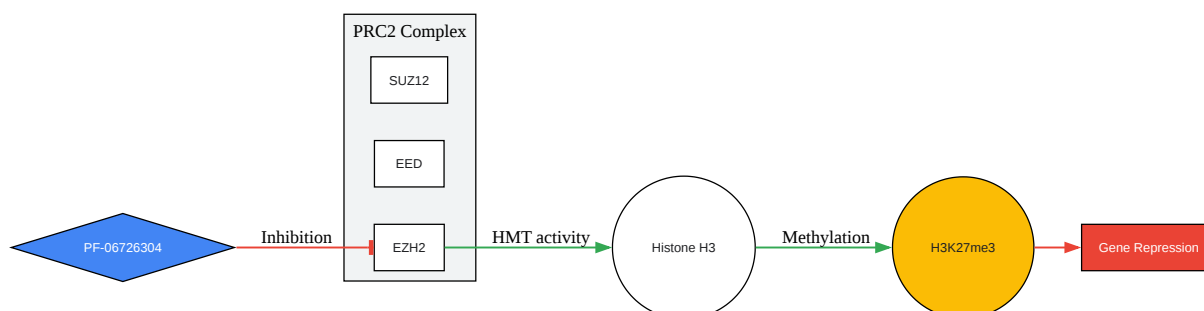 PRC2 Complex
SUZ12
EED
PF-06726304
Inhibition
EZH2
HMT activity
Histone H3
Methylation
H3K27me3
Gene Repression